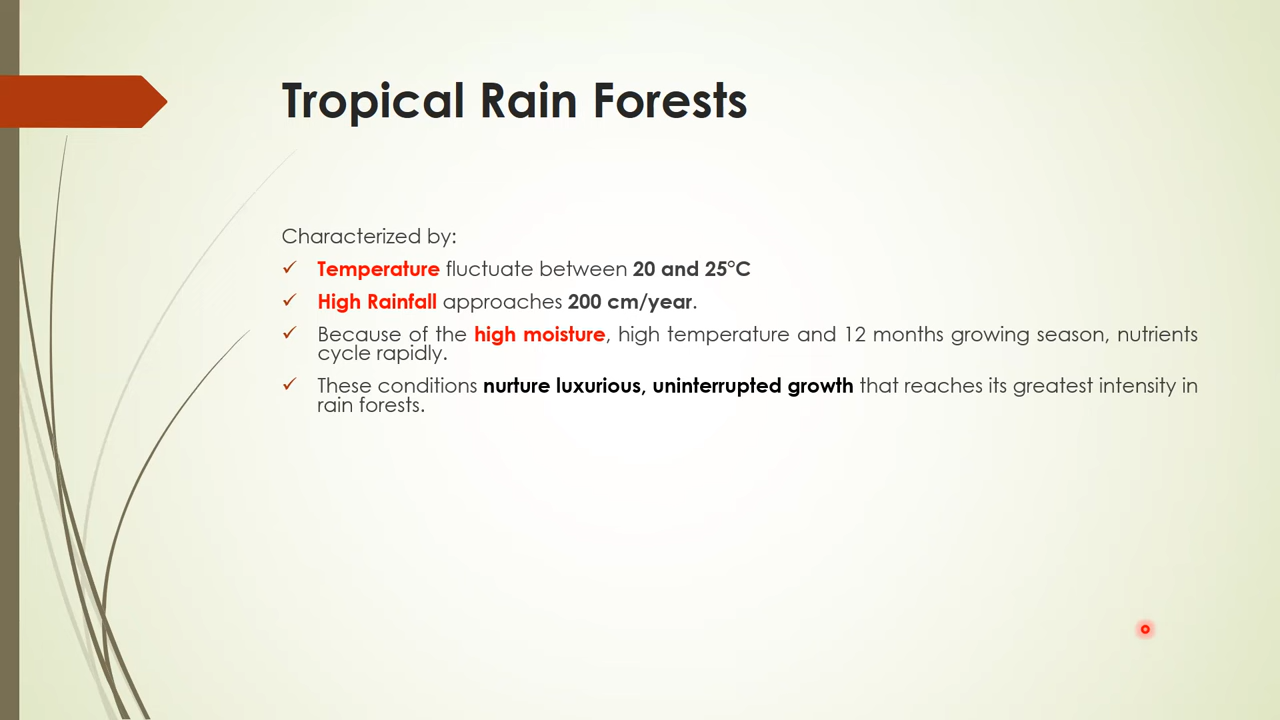 Tropical Rain Forests
Characterized by:
✓ Temperature fluctuate between 20 and 25°C
✓ High Rainfall approaches 200 cm/year.
✓ Because of the high moisture, high temperature and 12 months growing season, nutrients
cycle rapidly.
✓ These conditions nurture luxurious, uninterrupted growth that reaches its greatest intensity in
rain forests.